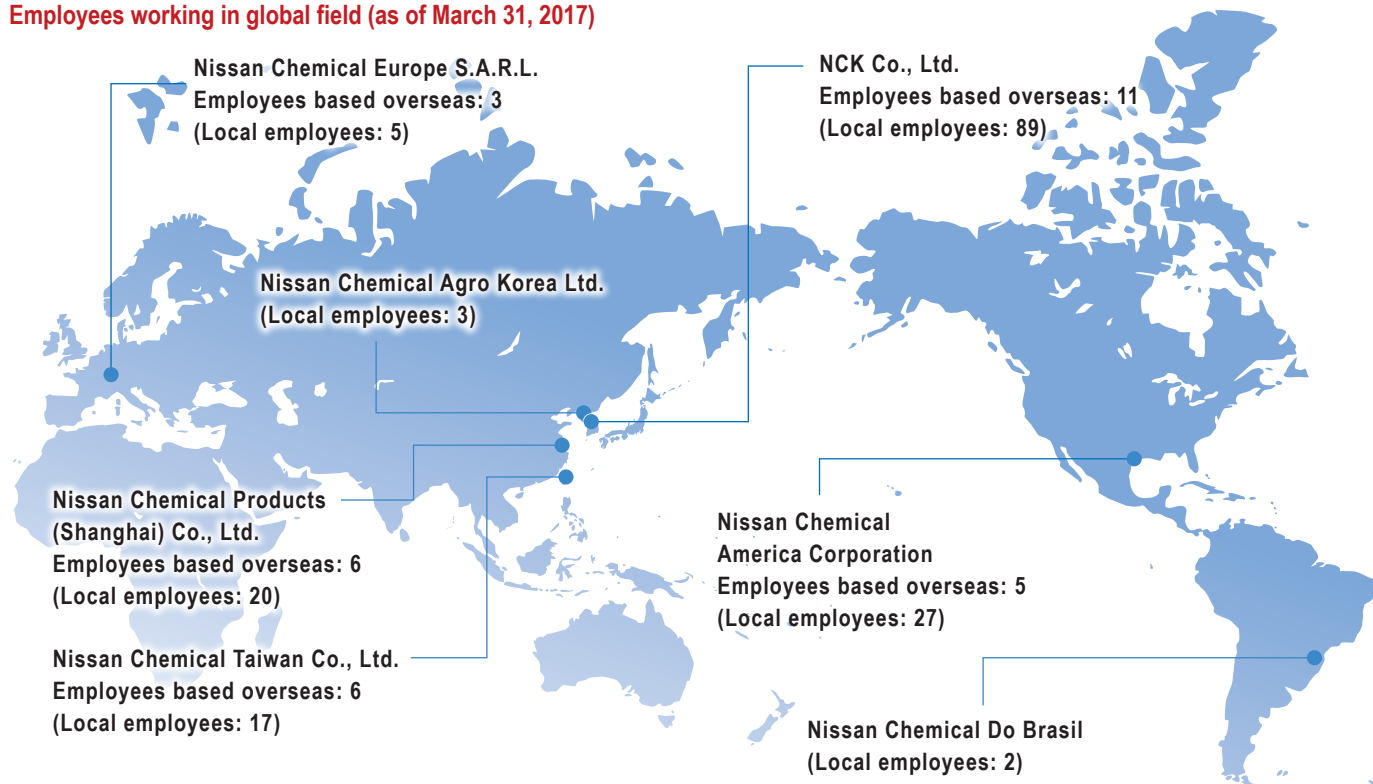 Employees working in global field (as of March 31, 2017)
Nissan Chemical Europe S.A.R.L.
Employees based overseas: 3
(Local employees: 5)
NCK Co., Ltd.
Employees based overseas: 11
(Local employees: 89)
Nissan Chemical Agro Korea Ltd.
(Local employees: 3)
Nissan Chemical Products
(Shanghai) Co., Ltd.
Employees based overseas: 6
(Local employees: 20)
Nissan Chemical Taiwan Co., Ltd.
Employees based overseas: 6
(Local employees: 17)
Nissan Chemical
America Corporation
Employees based overseas: 5
(Local employees: 27)
Nissan Chemical Do Brasil
(Local employees: 2)